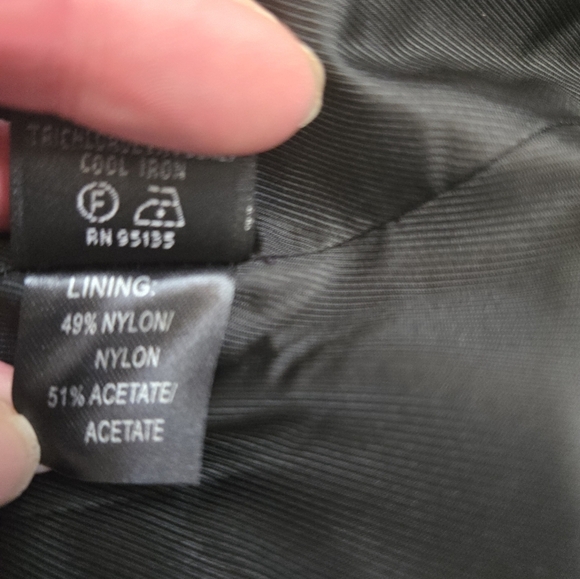 COOL IRON
F
RN 95135
LINING:
49% NYLON/
NYLON
51% ACETATE/
ACETATE